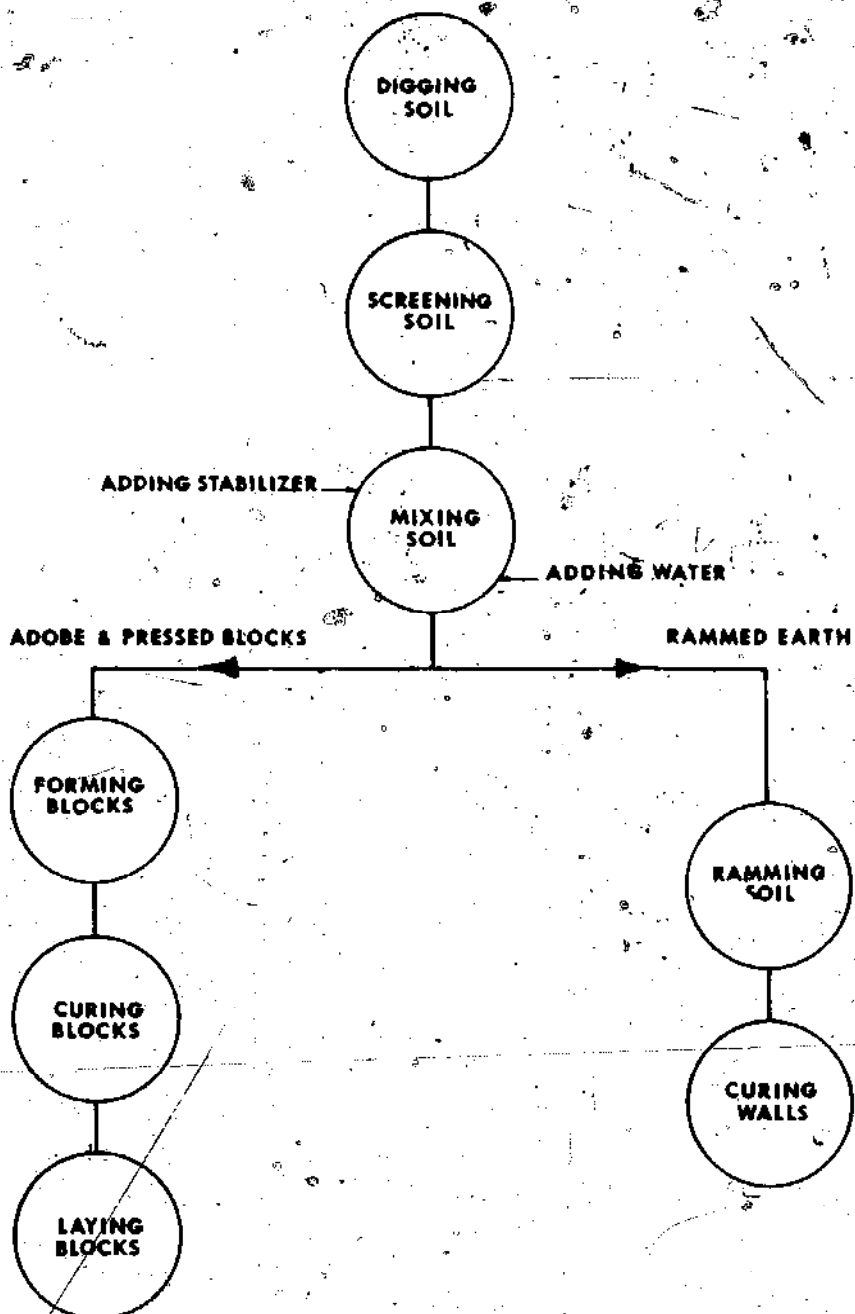 DIGGING
SOIL
SCREENING
SOIL
ADDING STABILIZER
MIXING
SOIL
ADDING WATER
ADOBE & PRESSED BLOCKS
RAMMED EARTH
FORMING
BLOCKS
RAMMING
SOIL
CURING
BLOCKS
CURING
WALLS
LAYING
BLOCKS